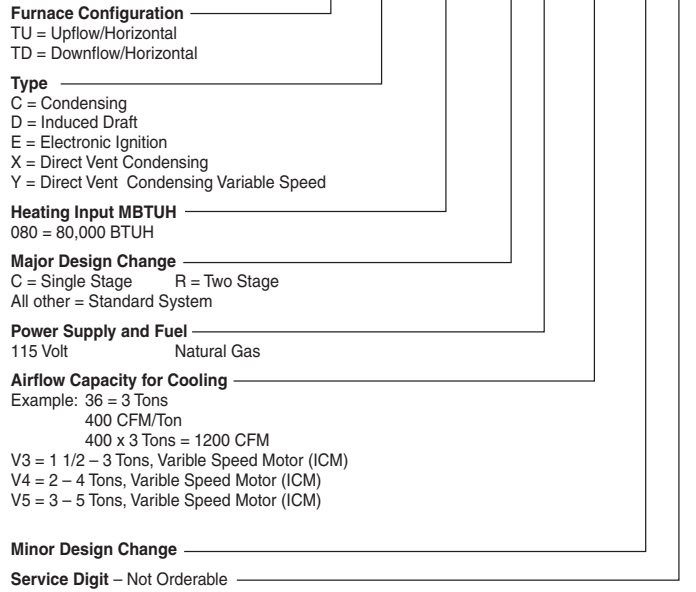 Furnace Configuration
TU = Upflow/Horizontal
TD = Downflow/Horizontal
Type
C = Condensing
D = Induced Draft
E = Electronic Ignition
X = Direct Vent Condensing
Y = Direct Vent Condensing Variable Speed
Heating Input MBTUH
080 = 80,000 BTUH
Major Design Change
C = Single Stage R = Two Stage
All other = Standard System
Power Supply and Fuel
115 Volt Natural Gas
Airflow Capacity for Cooling
Example: 36 = 3 Tons
400 CFM/Ton
400 x 3 Tons = 1200 CFM
V3 = 1 1/2 – 3 Tons, Varible Speed Motor (ICM)
V4 = 2 – 4 Tons, Varible Speed Motor (ICM)
V5 = 3 – 5 Tons, Varible Speed Motor (ICM)
Minor Design Change
Service Digit – Not Orderable